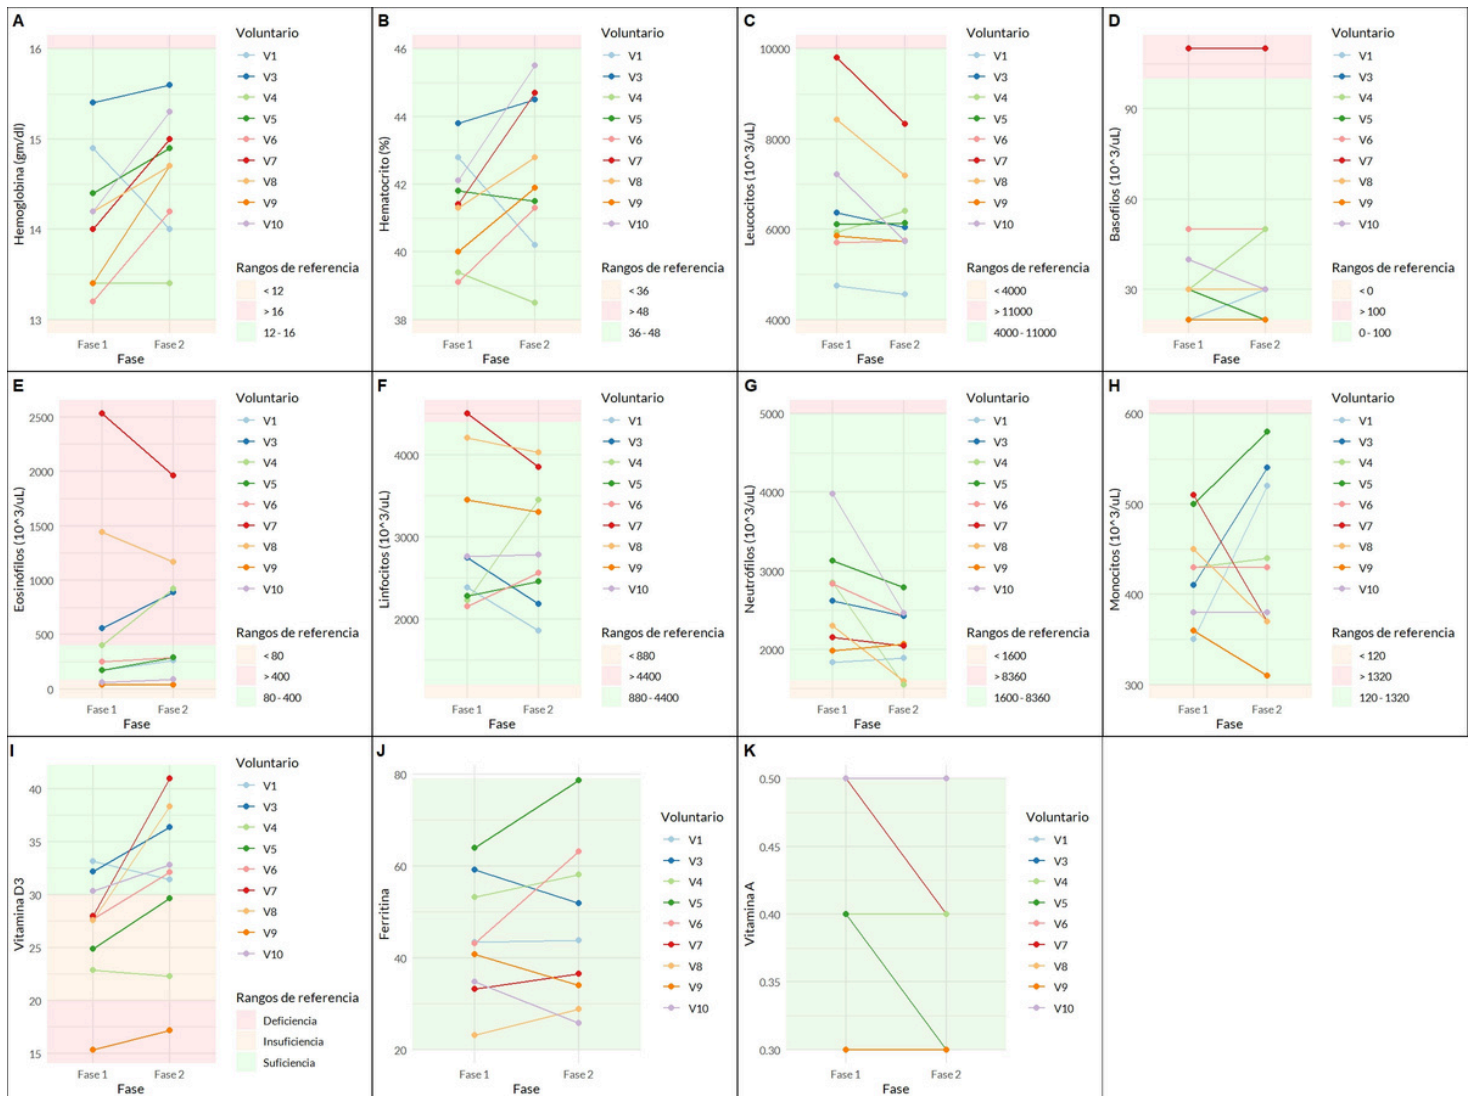 A
Hemoglobina (gm/dl)
16
15
14
13
Fase 1 Fase 2
Fase
Voluntario
V1
V3
V4
V5
V6
V7
V8
V9
V10
Rangos de referencia
< 12
> 16
12 - 16
B
Hematocrito (%)
46
44
42
40
38
Fase 1 Fase 2
Fase
Voluntario
V1
V3
V4
V5
V6
V7
V8
V9
V10
Rangos de referencia
< 36
> 48
36 - 48
C
Leucocitos (10^3/uL)
10000
8000
6000
4000
Fase 1 Fase 2
Fase
Voluntario
V1
V3
V4
V5
V6
V7
V8
V9
V10
Rangos de referencia
< 4000
> 11000
4000 - 11000
D
Basofilos (10^3/uL)
90
60
30
Fase 1 Fase 2
Fase
Voluntario
V1
V3
V4
V5
V6
V7
V8
V9
V10
Rangos de referencia
< 0
> 100
0 - 100
E
Eosinófilos (10^3/uL)
2500
2000
1500
1000
500
0
Fase 1 Fase 2
Fase
Voluntario
V1
V3
V4
V5
V6
V7
V8
V9
V10
Rangos de referencia
< 80
> 400
80 - 400
F
Linfocitos (10^3/uL)
4000
3000
2000
Fase 1 Fase 2
Fase
Voluntario
V1
V3
V4
V5
V6
V7
V8
V9
V10
Rangos de referencia
< 880
> 4400
880 - 4400
G
Neutrófilos (10^3/uL)
5000
4000
3000
2000
Fase 1 Fase 2
Fase
Voluntario
V1
V3
V4
V5
V6
V7
V8
V9
V10
Rangos de referencia
< 1600
> 8360
1600 - 8360
H
Monocitos (10^3/uL)
600
500
400
300
Fase 1 Fase 2
Fase
Voluntario
V1
V3
V4
V5
V6
V7
V8
V9
V10
Rangos de referencia
< 120
> 1320
120 - 1320
I
Vitamina D3
40
35
30
25
20
15
Fase 1 Fase 2
Fase
Voluntario
V1
V3
V4
V5
V6
V7
V8
V9
V10
Rangos de referencia
Deficiencia
Insuficiencia
Suficiencia
J
Ferritina
80
60
40
20
Fase 1 Fase 2
Fase
Voluntario
V1
V3
V4
V5
V6
V7
V8
V9
V10
K
Vitamina A
0.50
0.45
0.40
0.35
0.30
Fase 1 Fase 2
Fase
Voluntario
V1
V3
V4
V5
V6
V7
V8
V9
V10